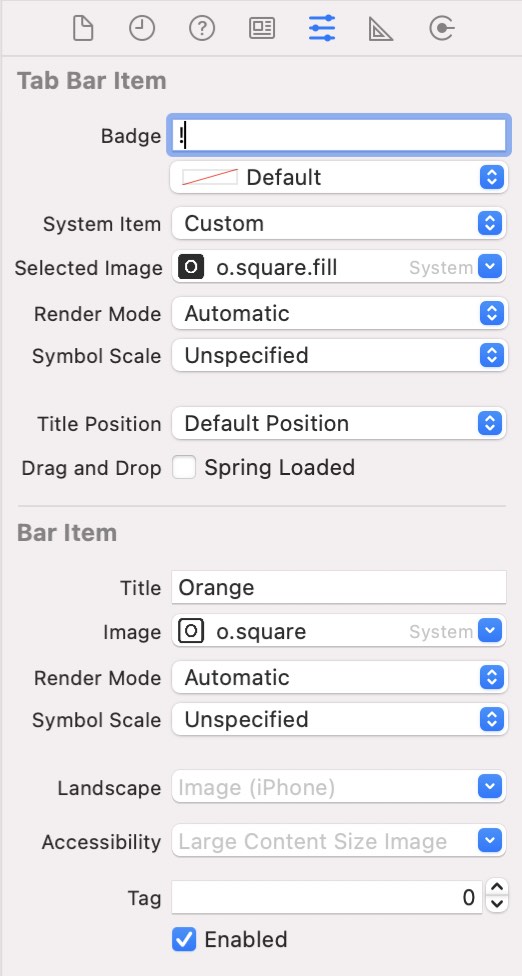 Tab Bar Item
Badge !
Default
System Item Custom
Selected Image o.square.fill System
Render Mode Automatic
Symbol Scale Unspecified
Title Position Default Position
Drag and Drop Spring Loaded
Bar Item
Title Orange
Image o.square System
Render Mode Automatic
Symbol Scale Unspecified
Landscape Image (iPhone)
Accessibility Large Content Size Image
Tag 0
Enabled